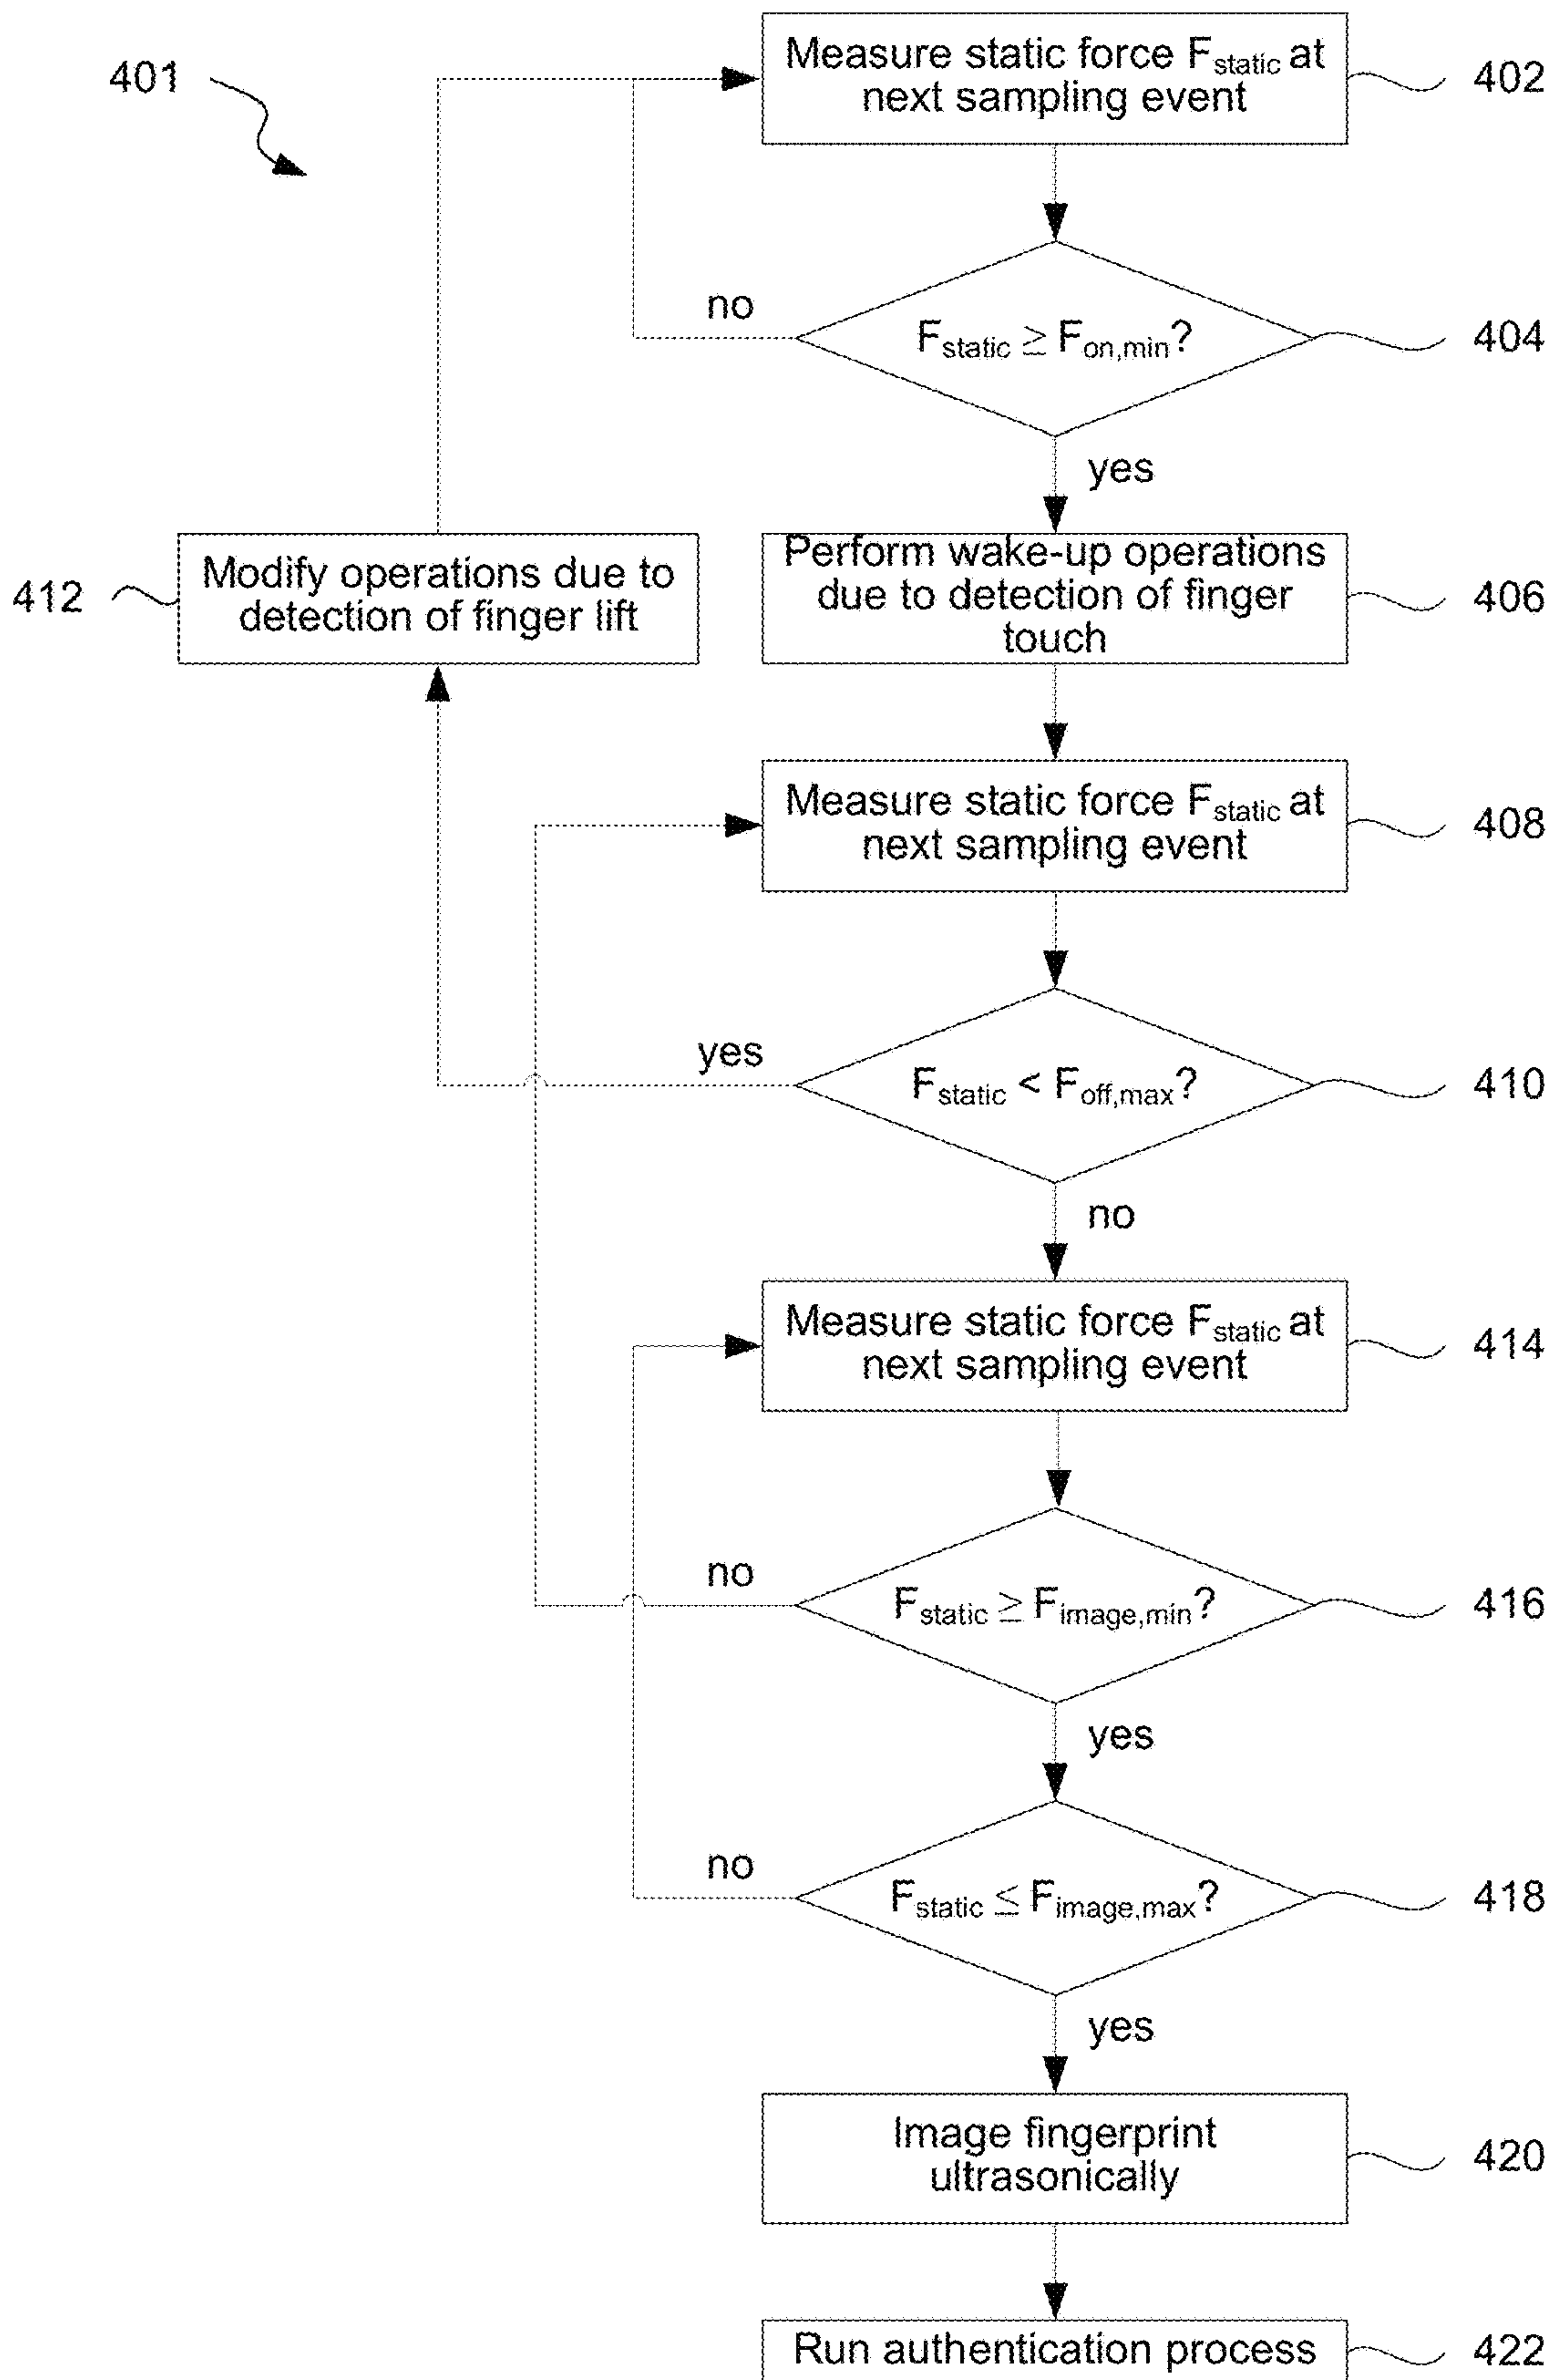 401
Measure static force Fstatic at
next sampling event
402
no
Fstatic ≥ Fon,min?
404
yes
412
Modify operations due to
detection of finger lift
Perform wake-up operations
due to detection of finger
touch
406
Measure static force Fstatic at
next sampling event
408
yes
Fstatic < Foff,max?
410
no
Measure static force Fstatic at
next sampling event
414
no
Fstatic ≥ Fimage,min?
416
yes
no
Fstatic ≤ Fimage,max?
418
yes
Image fingerprint
ultrasonically
420
Run authentication process
422